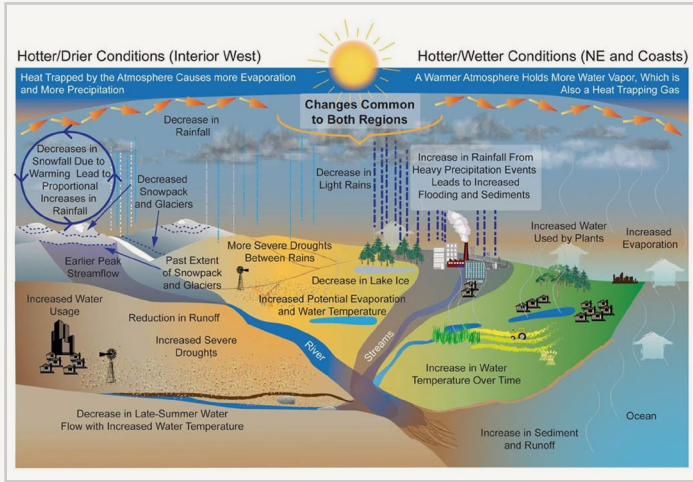 Hotter/Drier Conditions (Interior West)
Hotter/Wetter Conditions (NE and Coasts)
Heat Trapped by the Atmosphere Causes more Evaporation
and More Precipitation
A Warmer Atmosphere Holds More Water Vapor, Which is
Also a Heat Trapping Gas
Changes Common
to Both Regions
Decrease in
Rainfall
Decreases in
Snowfall Due to
Warming Lead to
Proportional
Increases in
Rainfall
Decreased
Snowpack
and Glaciers
Decrease in
Light Rains
Increase in Rainfall From
Heavy Precipitation Events
Leads to Increased
Flooding and Sediments
Increased Water
Used by Plants
Increased
Evaporation
Earlier Peak
Streamflow
Past Extent
of Snowpack
and Glaciers
More Severe Droughts
Between Rains
Decrease in Lake Ice
Increased Potential Evaporation
and Water Temperature
Increased Water
Usage
Reduction in Runoff
Increased Severe
Droughts
River
Streams
Increase in Water
Temperature Over Time
Decrease in Late-Summer Water
Flow with Increased Water Temperature
Ocean
Increase in Sediment
and Runoff